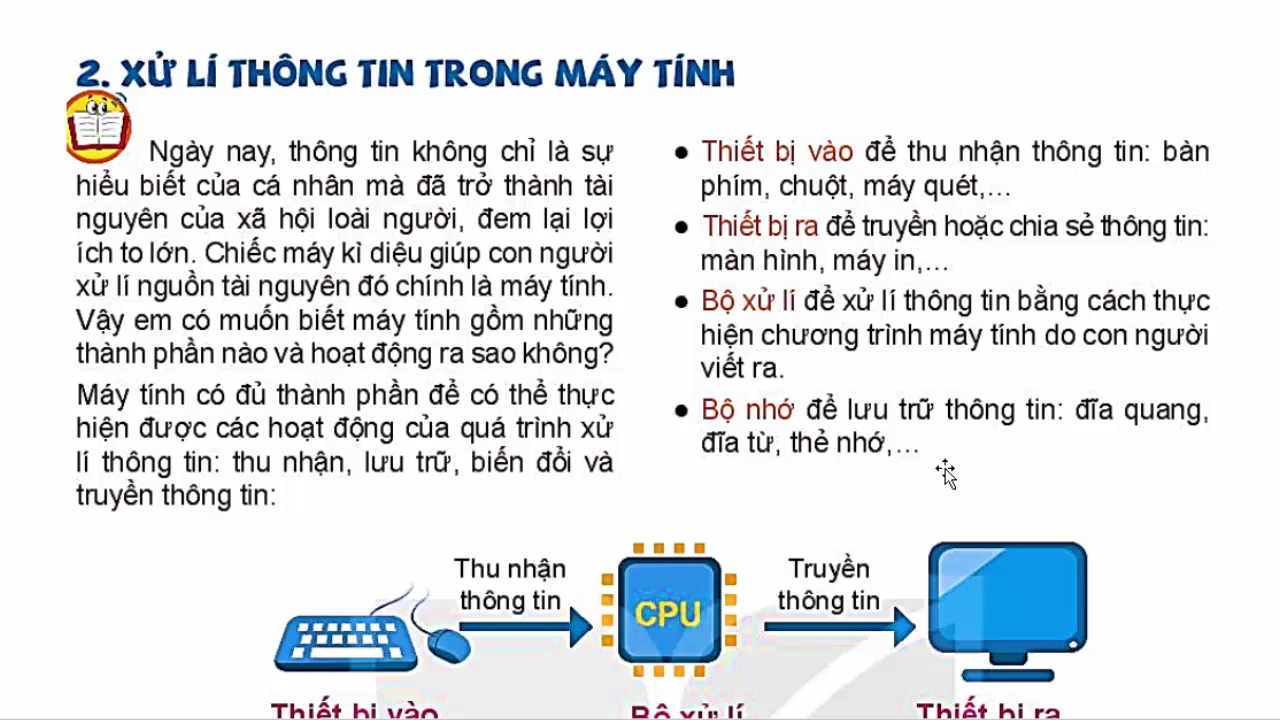 2. XỬ LÍ THÔNG TIN TRONG MÁY TÍNH
Ngày nay, thông tin không chỉ là sự
hiểu biết của cá nhân mà đã trở thành tài
nguyên của xã hội loài người, đem lại lợi
ích to lớn. Chiếc máy kì diệu giúp con người
xử lí nguồn tài nguyên đó chính là máy tính.
Vậy em có muốn biết máy tính gồm những
thành phần nào và hoạt động ra sao không?
Máy tính có đủ thành phần để có thể thực
hiện được các hoạt động của quá trình xử
lí thông tin: thu nhận, lưu trữ, biến đổi và
truyền thông tin:
● Thiết bị vào để thu nhận thông tin: bàn
phím, chuột, máy quét,...
● Thiết bị ra để truyền hoặc chia sẻ thông tin:
màn hình, máy in,...
● Bộ xử lí để xử lí thông tin bằng cách thực
hiện chương trình máy tính do con người
viết ra.
● Bộ nhớ để lưu trữ thông tin: đĩa quang,
đĩa từ, thẻ nhớ,...
Thu nhận
thông tin
CPU
Truyền
thông tin
Thiết bị vào
Bộ xử lí
Thiết bị ra